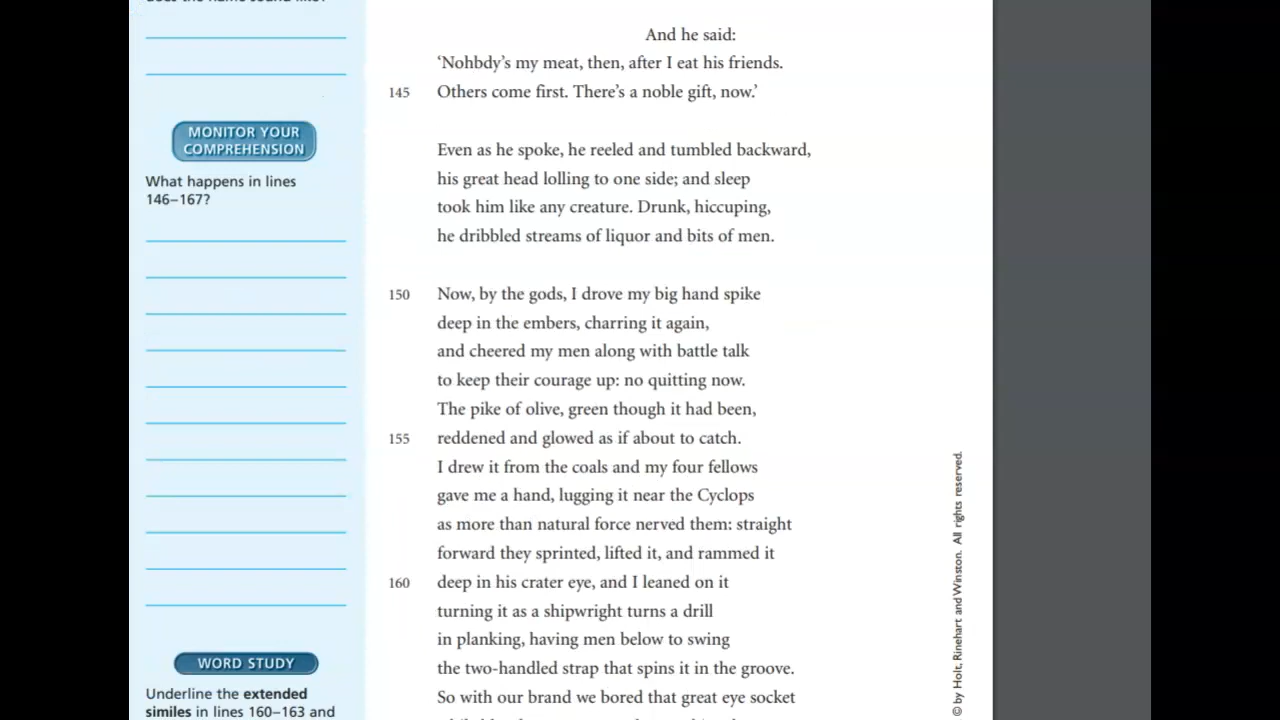 And he said:
'Nohbdy's my meat, then, after I eat his friends.
145 Others come first. There's a noble gift, now.'
MONITOR YOUR
COMPREHENSION
What happens in lines
146–167?
Even as he spoke, he reeled and tumbled backward,
his great head lolling to one side; and sleep
took him like any creature. Drunk, hiccuping,
he dribbled streams of liquor and bits of men.
150 Now, by the gods, I drove my big hand spike
deep in the embers, charring it again,
and cheered my men along with battle talk
to keep their courage up: no quitting now.
The pike of olive, green though it had been,
155 reddened and glowed as if about to catch.
I drew it from the coals and my four fellows
gave me a hand, lugging it near the Cyclops
as more than natural force nerved them: straight
forward they sprinted, lifted it, and rammed it
160 deep in his crater eye, and I leaned on it
turning it as a shipwright turns a drill
in planking, having men below to swing
the two-handled strap that spins it in the groove.
So with our brand we bored that great eye socket
WORD STUDY
Underline the extended
similes in lines 160–163 and
© by Holt, Rinehart and Winston. All rights reserved.